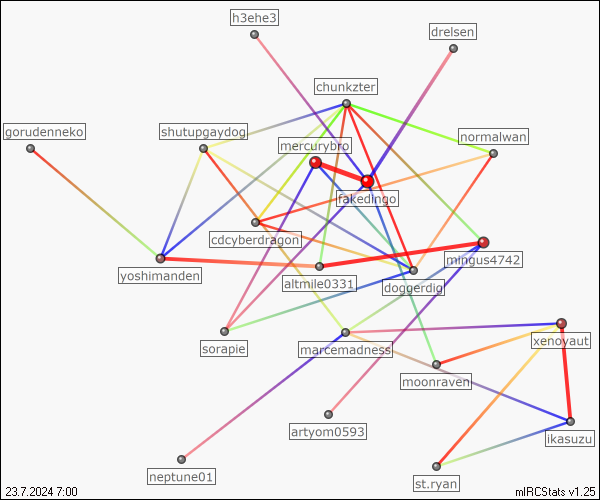 h3ehe3
drelsen
chunkzter
gorudenneko
shutupgaydog
normalwan
mercurybro
fakedingo
cdcyberdragon
mingus4742
yoshimanden
altmile0331
doggerdig
sorapie
marcemadness
xenoyaut
moonraven
artyom0593
ikasuzu
neptune01
st.ryan
23.7.2024 7:00
mIRCStats v1.25